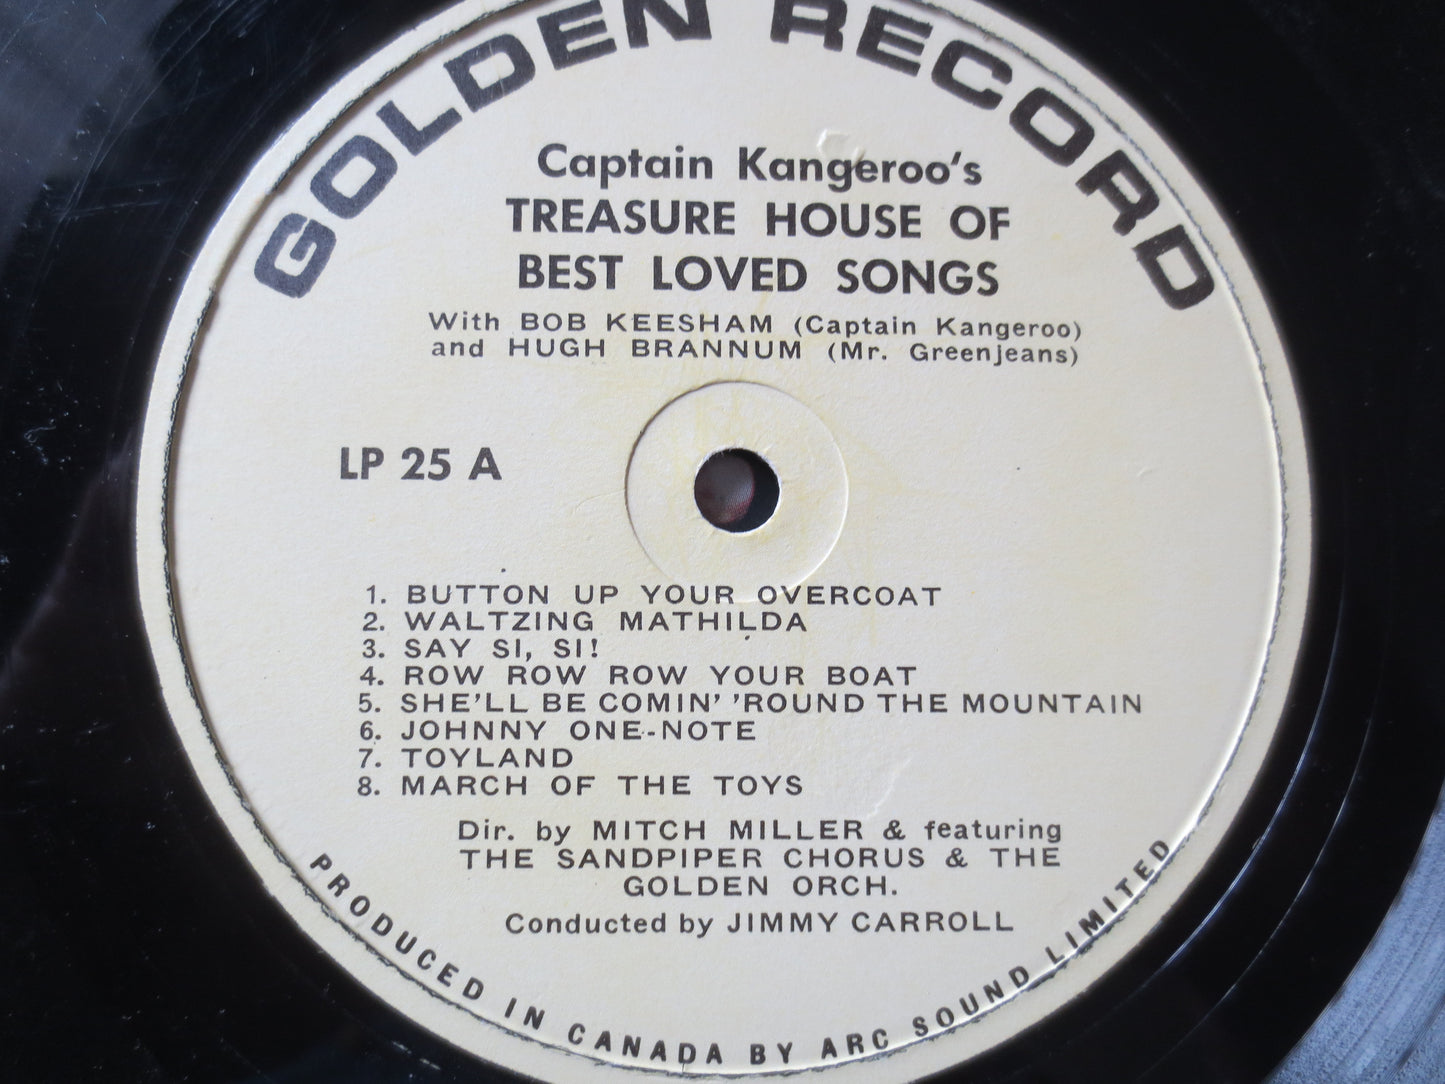 GOLDEN RECORD
Captain Kangeroo's
TREASURE HOUSE OF
BEST LOVED SONGS
With BOB KEESHAM (Captain Kangeroo)
and HUGH BRANNUM (Mr. Greenjeans)
LP 25 A
1. BUTTON UP YOUR OVERCOAT
2. WALTZING MATHILDA
3. SAY SI, SI!
4. ROW ROW ROW YOUR BOAT
5. SHE'LL BE COMIN' 'ROUND THE MOUNTAIN
6. JOHNNY ONE-NOTE
7. TOYLAND
8. MARCH OF THE TOYS
Dir. by MITCH MILLER & featuring
THE SANDPIPER CHORUS & THE
GOLDEN ORCH.
Conducted by JIMMY CARROLL
PRODUCED IN CANADA BY ARC SOUND LIMITED